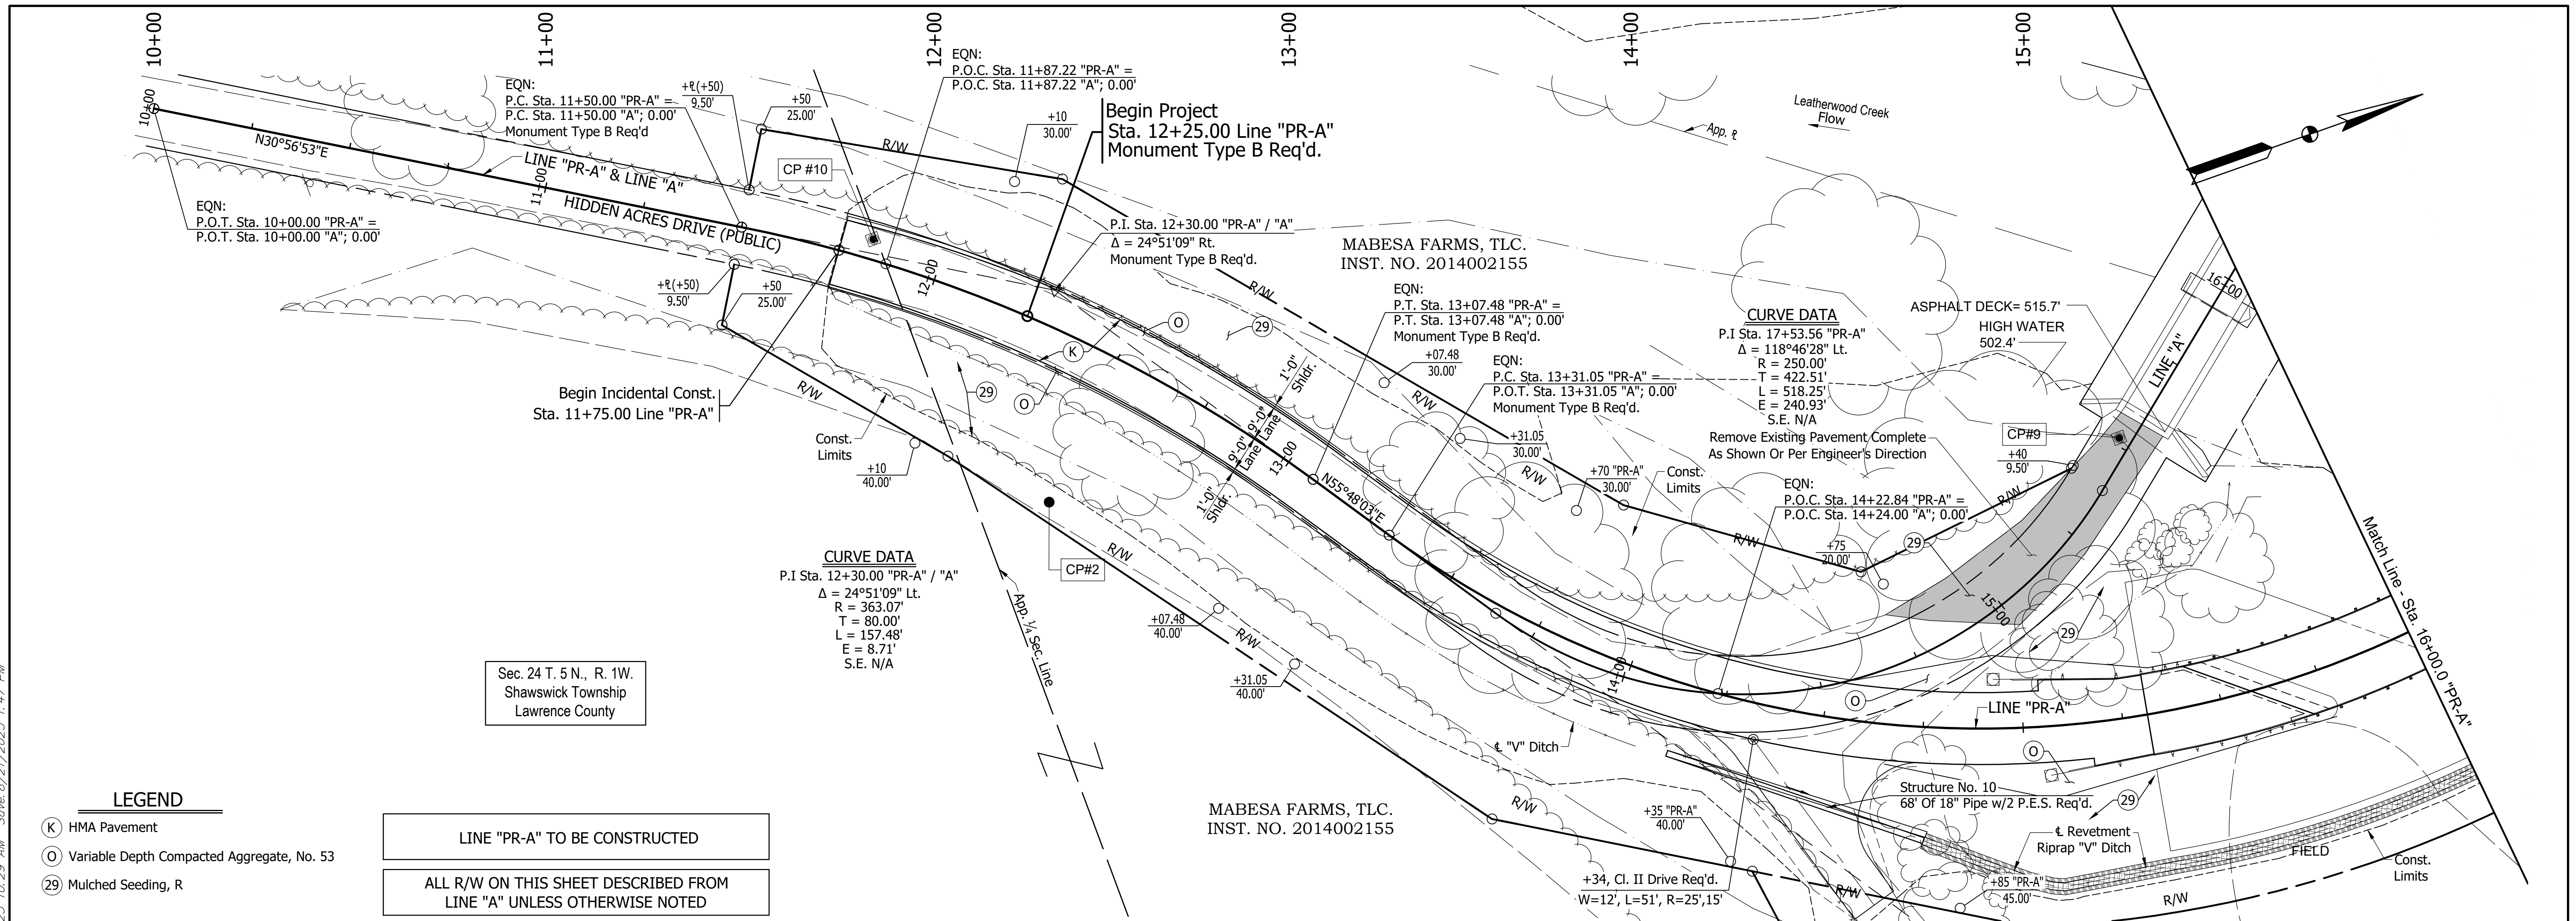 10+00
11+00
12+00
13+00
14+00
15+00
EQN:
P.O.C. Sta. 11+87.22 "PR-A" =
P.O.C. Sta. 11+87.22 "A"; 0.00'
EQN:
P.C. Sta. 11+50.00 "PR-A" =
P.C. Sta. 11+50.00 "A"; 0.00'
Monument Type B Req'd
+℄(+50)
9.50'
+50
25.00'
+10
30.00'
Begin Project
Sta. 12+25.00 Line "PR-A"
Monument Type B Req'd.
Leatherwood Creek
Flow
App. ℄
10+00
N30°56'53"E
LINE "PR-A" & LINE "A"
11+00
HIDDEN ACRES DRIVE (PUBLIC)
CP #10
R/W
EQN:
P.O.T. Sta. 10+00.00 "PR-A" =
P.O.T. Sta. 10+00.00 "A"; 0.00'
P.I. Sta. 12+30.00 "PR-A" / "A"
Δ = 24°51'09" Rt.
Monument Type B Req'd.
MABESA FARMS, TLC.
INST. NO. 2014002155
12+00
+℄(+50)
9.50'
+50
25.00'
R/W
EQN:
P.T. Sta. 13+07.48 "PR-A" =
P.T. Sta. 13+07.48 "A"; 0.00'
Monument Type B Req'd.
CURVE DATA
P.I Sta. 17+53.56 "PR-A"
Δ = 118°46'28" Lt.
R = 250.00'
T = 422.51'
L = 518.25'
E = 240.93'
S.E. N/A
ASPHALT DECK= 515.7'
HIGH WATER
502.4'
16+00
LINE "A"
O
29
K
O
29
+07.48
30.00'
1'-0"
Shldr.
9'-0"
Lane
9'-0"
Lane
1'-0"
Shldr.
13+00
EQN:
P.C. Sta. 13+31.05 "PR-A" =
P.O.T. Sta. 13+31.05 "A"; 0.00'
Monument Type B Req'd.
Begin Incidental Const.
Sta. 11+75.00 Line "PR-A"
R/W
Const.
Limits
+10
40.00'
R/W
+31.05
30.00'
R/W
Remove Existing Pavement Complete
As Shown Or Per Engineer's Direction
CP#9
+40
9.50'
+70 "PR-A"
30.00'
Const.
Limits
N55°48'03"E
EQN:
P.O.C. Sta. 14+22.84 "PR-A" =
P.O.C. Sta. 14+24.00 "A"; 0.00'
R/W
R/W
+75
20.00'
29
CURVE DATA
P.I Sta. 12+30.00 "PR-A" / "A"
Δ = 24°51'09" Lt.
R = 363.07'
T = 80.00'
L = 157.48'
E = 8.71'
S.E. N/A
CP#2
R/W
App. ¼ Sec. Line
+07.48
40.00'
R/W
+31.05
40.00'
15+00
29
14+00
O
LINE "PR-A"
Match Line - Sta. 16+00.0 "PR-A"
Sec. 24 T. 5 N., R. 1W.
Shawswick Township
Lawrence County
℄ "V" Ditch
O
Structure No. 10
68' Of 18" Pipe w/2 P.E.S. Req'd.
29
MABESA FARMS, TLC.
INST. NO. 2014002155
R/W
+35 "PR-A"
40.00'
℄ Revetment
Riprap "V" Ditch
FIELD
Const.
Limits
+34, Cl. II Drive Req'd.
W=12', L=51', R=25',15'
R/W
+85 "PR-A"
45.00'
R/W
LEGEND
K HMA Pavement
O Variable Depth Compacted Aggregate, No. 53
29 Mulched Seeding, R
LINE "PR-A" TO BE CONSTRUCTED
ALL R/W ON THIS SHEET DESCRIBED FROM
LINE "A" UNLESS OTHERWISE NOTED